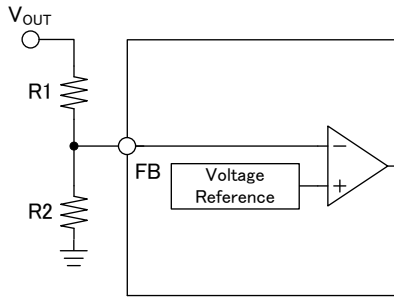 VOUT
R1
FB
Voltage
Reference
R2
−
+